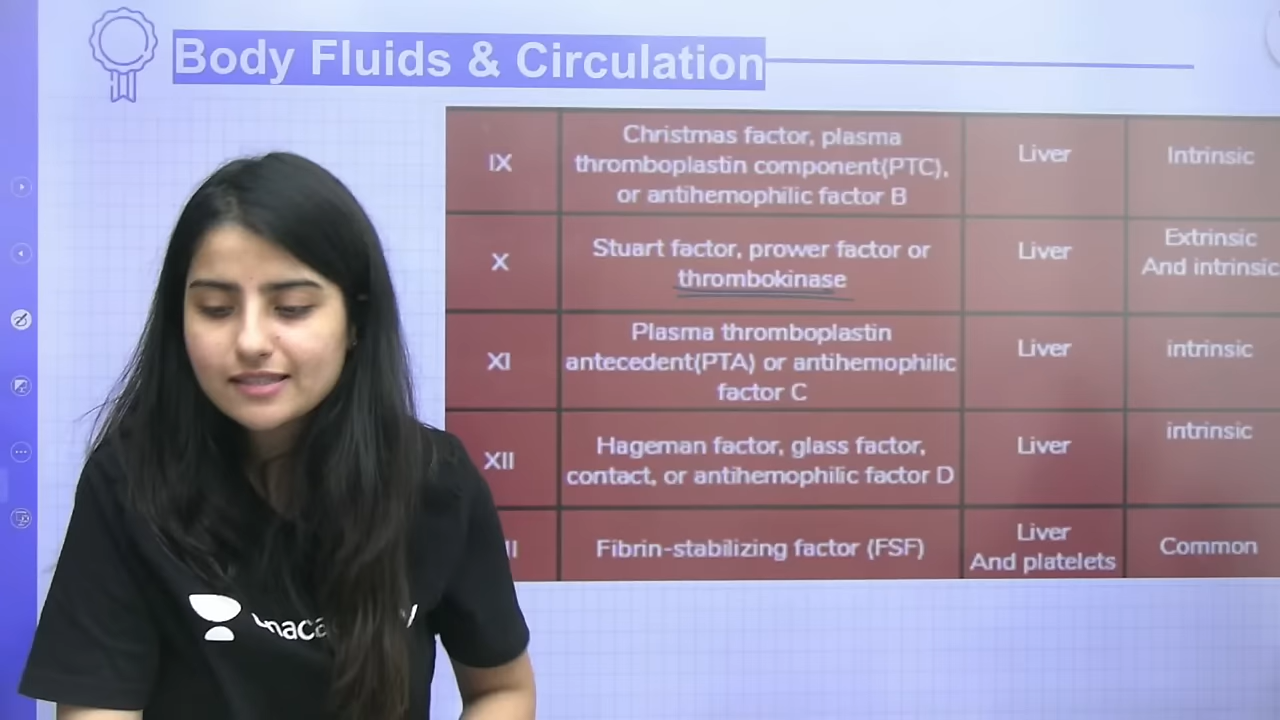 Body Fluids & Circulation
IX
Christmas factor, plasma
thromboplastin component(PTC),
or antihemophilic factor B
Liver
Intrinsic
X
Stuart factor, prower factor or
thrombokinase
Liver
Extrinsic
And intrinsic
XI
Plasma thromboplastin
antecedent(PTA) or antihemophilic
factor C
Liver
intrinsic
XII
Hageman factor, glass factor,
contact, or antihemophilic factor D
Liver
intrinsic
Fibrin-stabilizing factor (FSF)
Liver
And platelets
Common